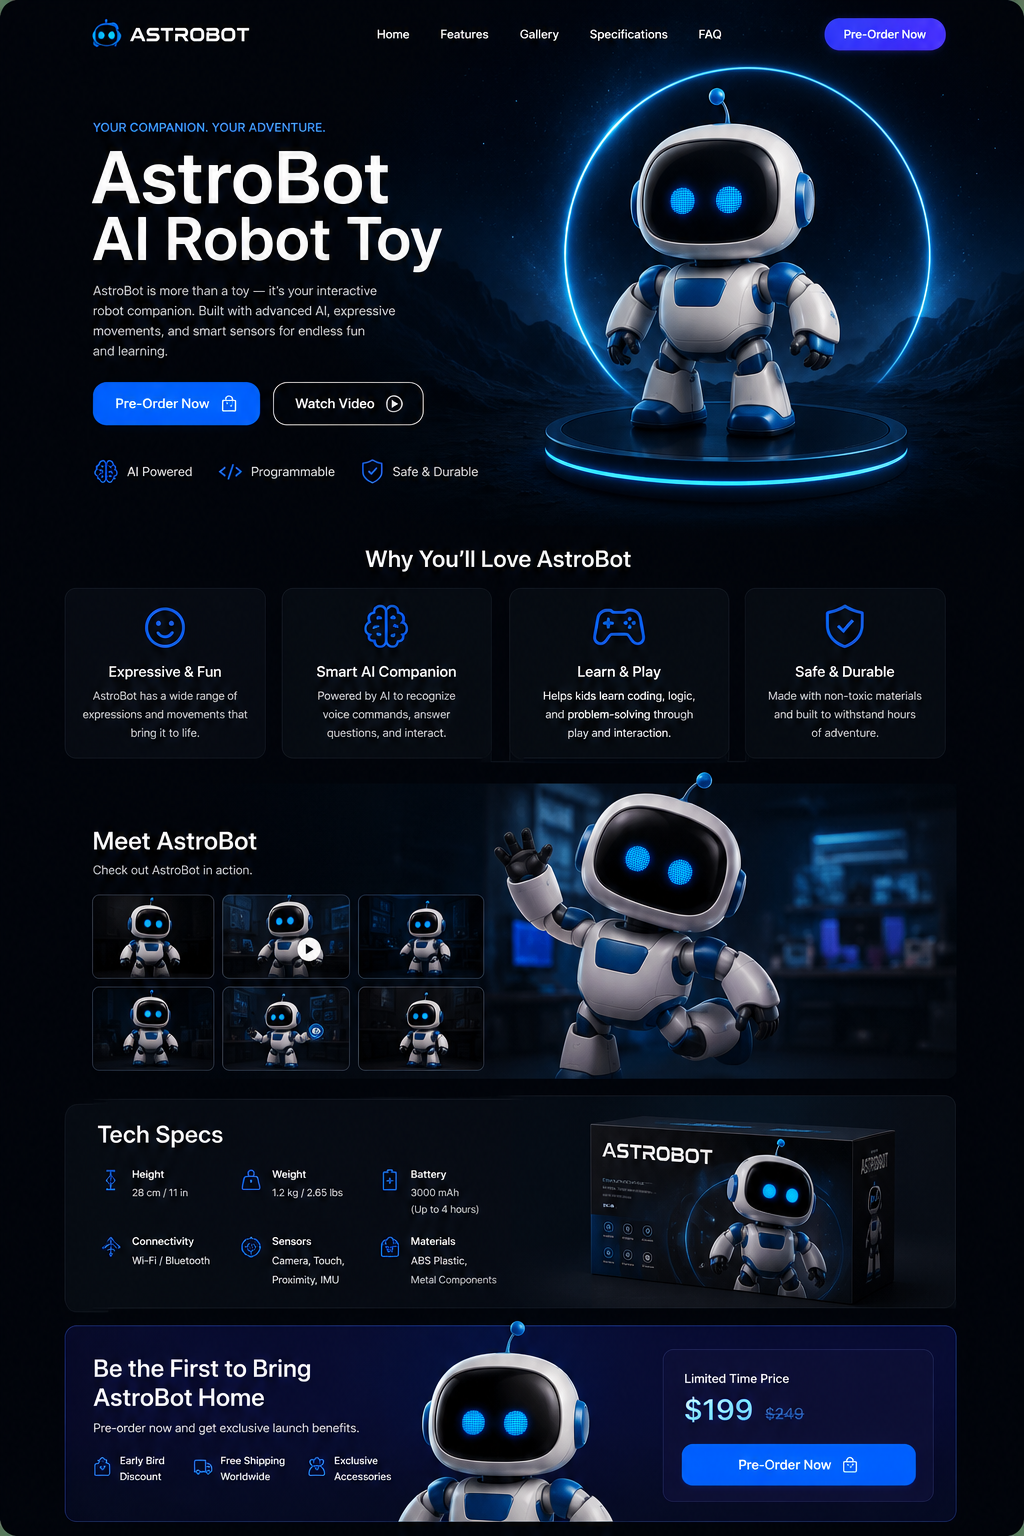 ASTROBOT
Home
Features
Gallery
Specifications
FAQ
Pre-Order Now
YOUR COMPANION. YOUR ADVENTURE.
AstroBot
AI Robot Toy
AstroBot is more than a toy — it's your interactive
robot companion. Built with advanced AI, expressive
movements, and smart sensors for endless fun
and learning.
Pre-Order Now
Watch Video
AI Powered
</> Programmable
Safe & Durable
Why You'll Love AstroBot
Expressive & Fun
AstroBot has a wide range of
expressions and movements that
bring it to life.
Smart AI Companion
Powered by AI to recognize
voice commands, answer
questions, and interact.
Learn & Play
Helps kids learn coding, logic,
and problem-solving through
play and interaction.
Safe & Durable
Made with non-toxic materials
and built to withstand hours
of adventure.
Meet AstroBot
Check out AstroBot in action.
Tech Specs
Height
28 cm / 11 in
Weight
1.2 kg / 2.65 lbs
Battery
3000 mAh
(Up to 4 hours)
Connectivity
Wi-Fi / Bluetooth
Sensors
Camera, Touch,
Proximity, IMU
Materials
ABS Plastic,
Metal Components
ASTROBOT
ASTROBOT
Be the First to Bring
AstroBot Home
Pre-order now and get exclusive launch benefits.
Early Bird
Discount
Free Shipping
Worldwide
Exclusive
Accessories
Limited Time Price
$199 $249
Pre-Order Now